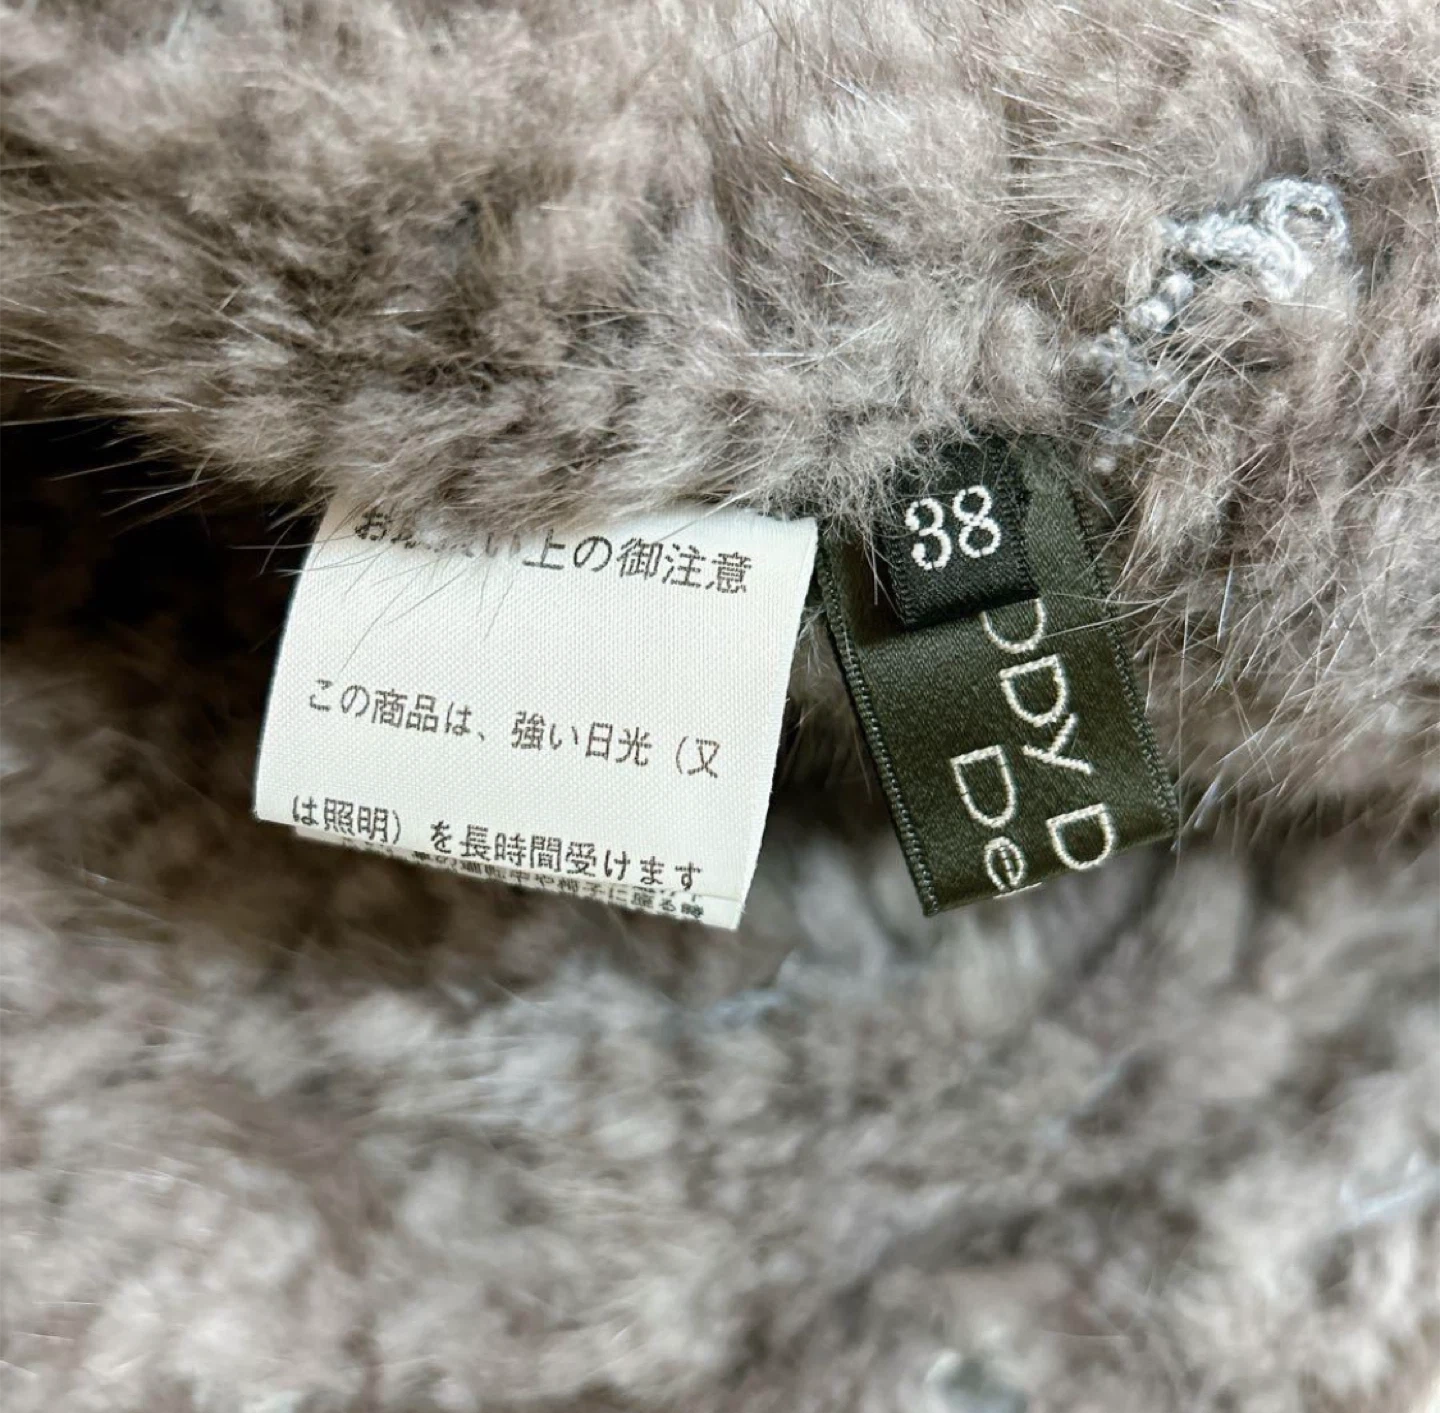 上の御注意
この商品は、強い日光（又
は照明）を長時間受けます
38
DDY D
De